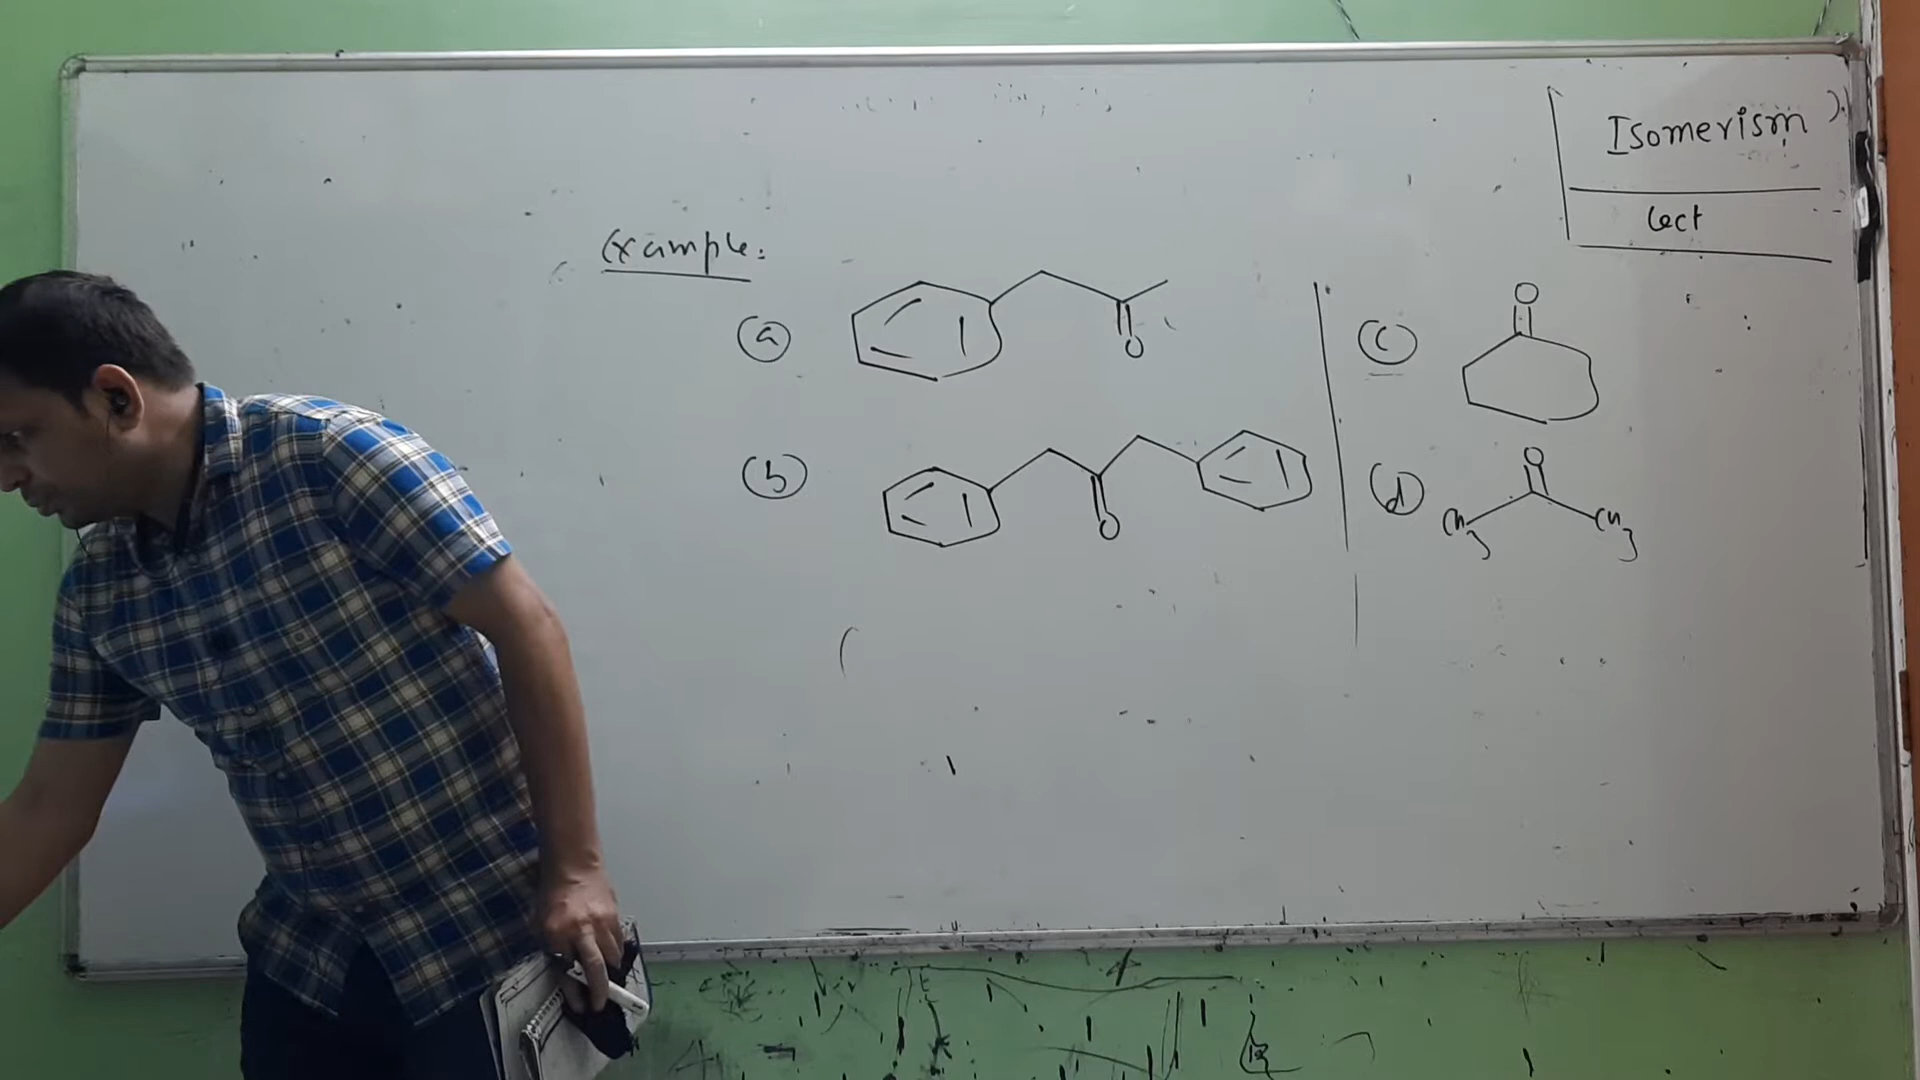 Isomerism
Lect
Example:
(a)
O
(b)
O
(c)
O
(d)
O
CH3
CH3